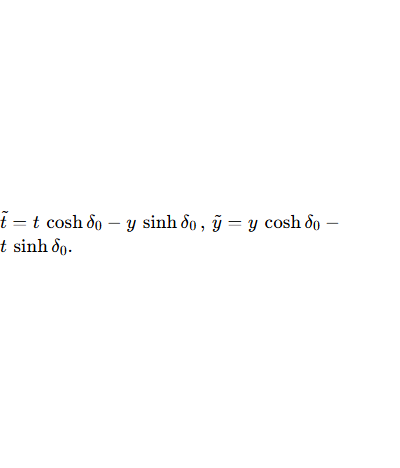 t̃ = t cosh δ₀ − y sinh δ₀ , ỹ = y cosh δ₀ −
t sinh δ₀.